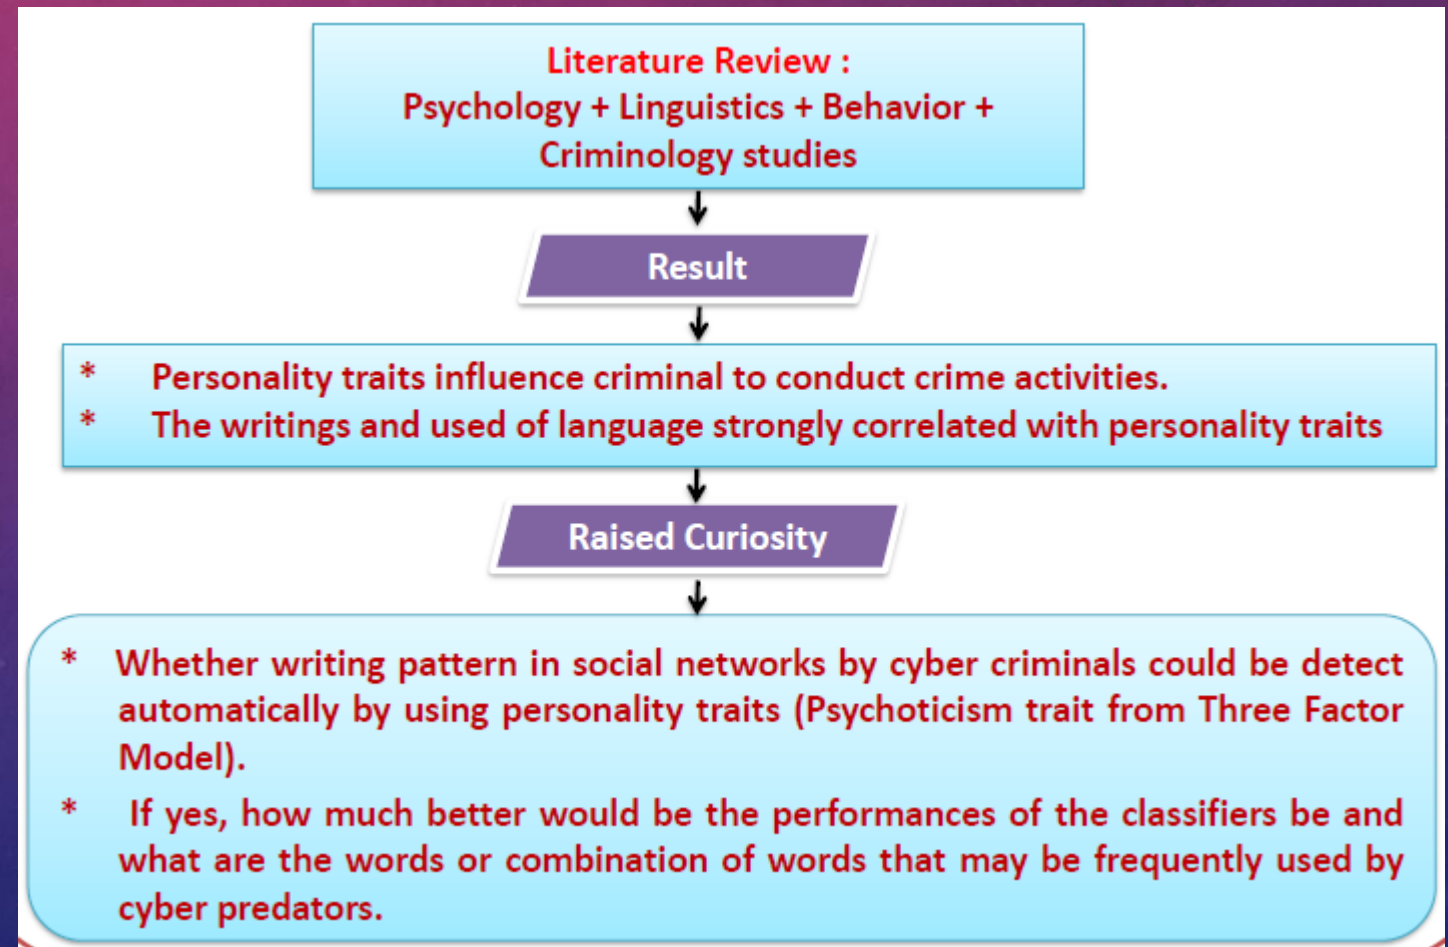 Literature Review :
Psychology + Linguistics + Behavior +
Criminology studies
Result
* Personality traits influence criminal to conduct crime activities.
* The writings and used of language strongly correlated with personality traits
Raised Curiosity
* Whether writing pattern in social networks by cyber criminals could be detect
automatically by using personality traits (Psychoticism trait from Three Factor
Model).
* If yes, how much better would be the performances of the classifiers be and
what are the words or combination of words that may be frequently used by
cyber predators.